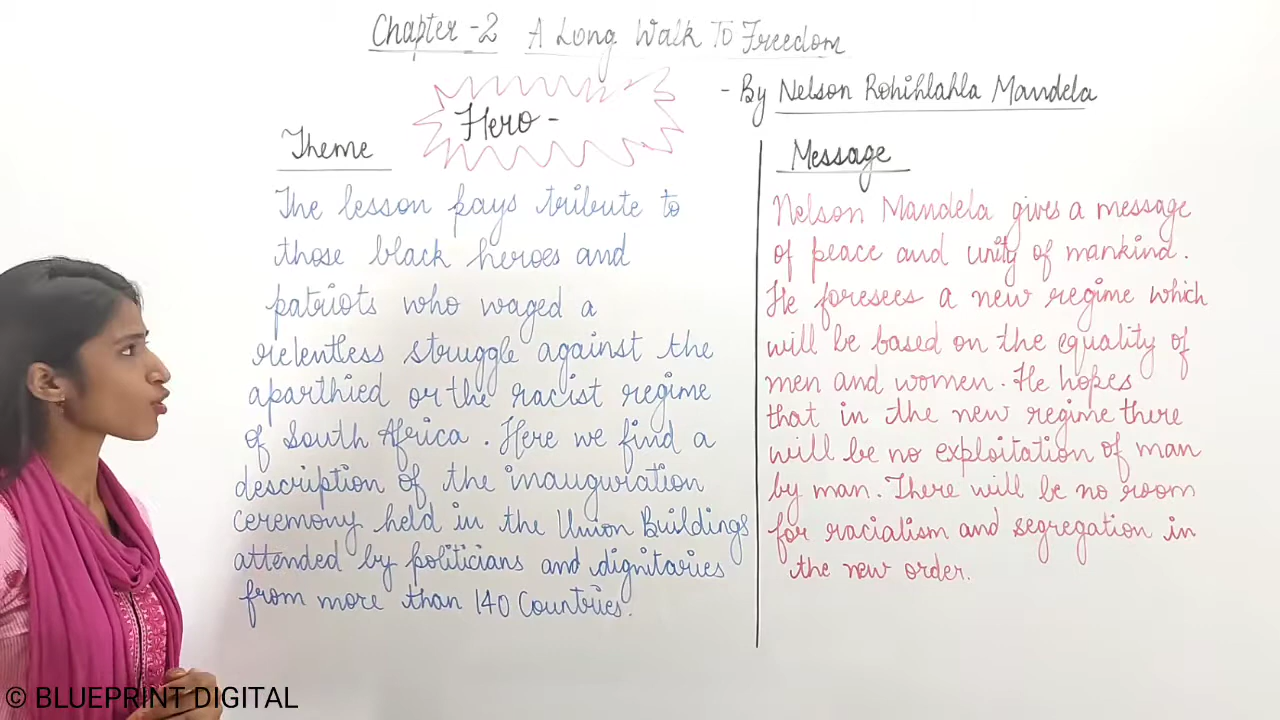 Chapter -2 A Long Walk To Freedom
- By Nelson Rohihlahla Mandela
Hero -
Theme
The lesson pays tribute to
those black heroes and
patriots who waged a
relentless struggle against the
aparthied or the racist regime
of South Africa. Here we find a
description of the inauguration
ceremony held in the Union Buildings
attended by politicians and dignitaries
from more than 140 Countries.
Message
Nelson Mandela gives a message
of peace and unity of mankind.
He foresees a new regime which
will be based on the equality of
men and women. He hopes
that in the new regime there
will be no exploitation of man
by man. There will be no room
for racialism and segregation in
the new order.
© BLUEPRINT DIGITAL